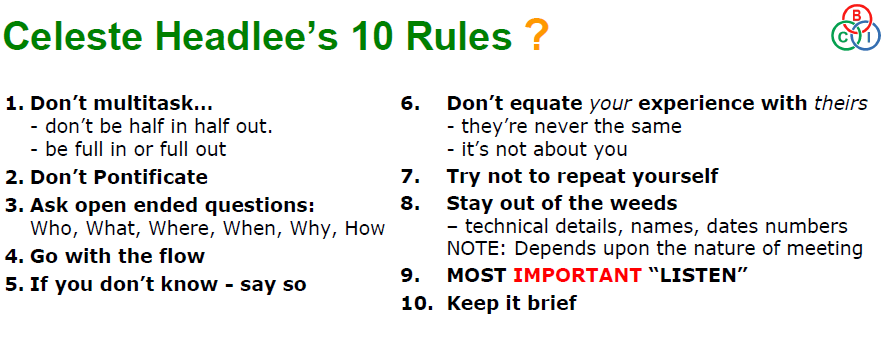 Celeste Headlee's 10 Rules ?
B
C I
1. Don't multitask…
- don't be half in half out.
- be full in or full out
2. Don't Pontificate
3. Ask open ended questions:
Who, What, Where, When, Why, How
4. Go with the flow
5. If you don't know - say so
6. Don't equate your experience with theirs
- they're never the same
- it's not about you
7. Try not to repeat yourself
8. Stay out of the weeds
– technical details, names, dates numbers
NOTE: Depends upon the nature of meeting
9. MOST IMPORTANT "LISTEN"
10. Keep it brief